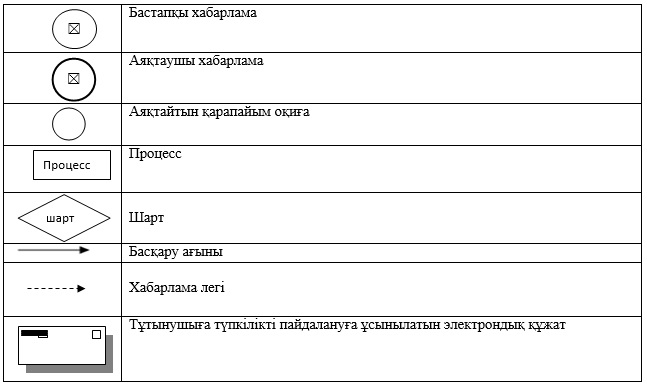 Бастапқы хабарлама
Аяқтаушы хабарлама
Аяқтайтын қарапайым оқиға
Процесс
Процесс
шарт
Шарт
Басқару ағыны
Хабарлама легі
Тұтынушыға түпкілікті пайдалануға ұсынылатын электрондық құжат